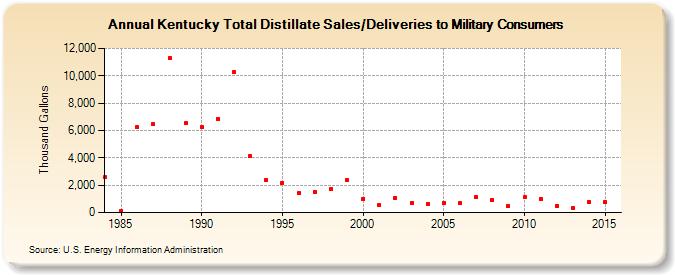 Annual Kentucky Total Distillate Sales/Deliveries to Military Consumers
Thousand Gallons
12,000
10,000
8,000
6,000
4,000
2,000
0
1985 1990 1995 2000 2005 2010 2015
Source: U.S. Energy Information Administration